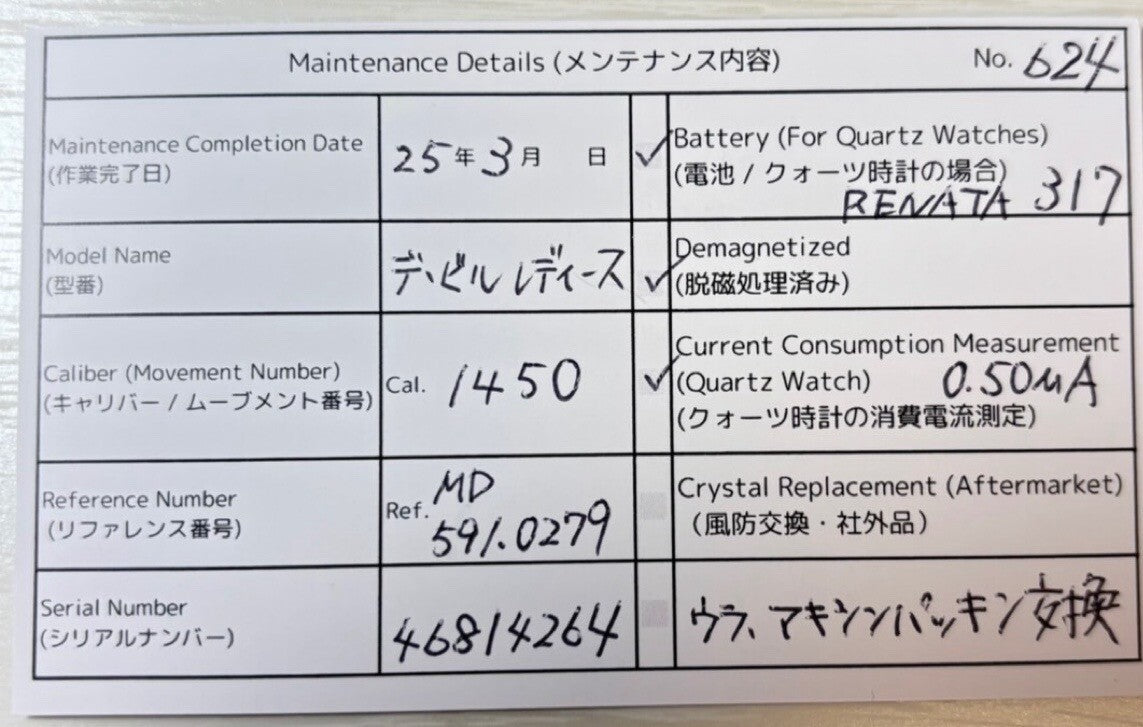 Maintenance Details (メンテナンス内容)
No. 624
Maintenance Completion Date
(作業完了日)
25年 3月 日
Battery (For Quartz Watches)
(電池 / クォーツ時計の場合)
RENATA 317
Model Name
(型番)
デ・ビル レディース
Demagnetized
(脱磁処理済み)
Caliber (Movement Number)
(キャリバー / ムーブメント番号)
Cal. 1450
Current Consumption Measurement
(Quartz Watch) 0.50μA
(クォーツ時計の消費電流測定)
Reference Number
(リファレンス番号)
Ref. MD
591.0279
Crystal Replacement (Aftermarket)
(風防交換・社外品)
Serial Number
(シリアルナンバー)
46814264
ウラ、マキシンパッキン交換